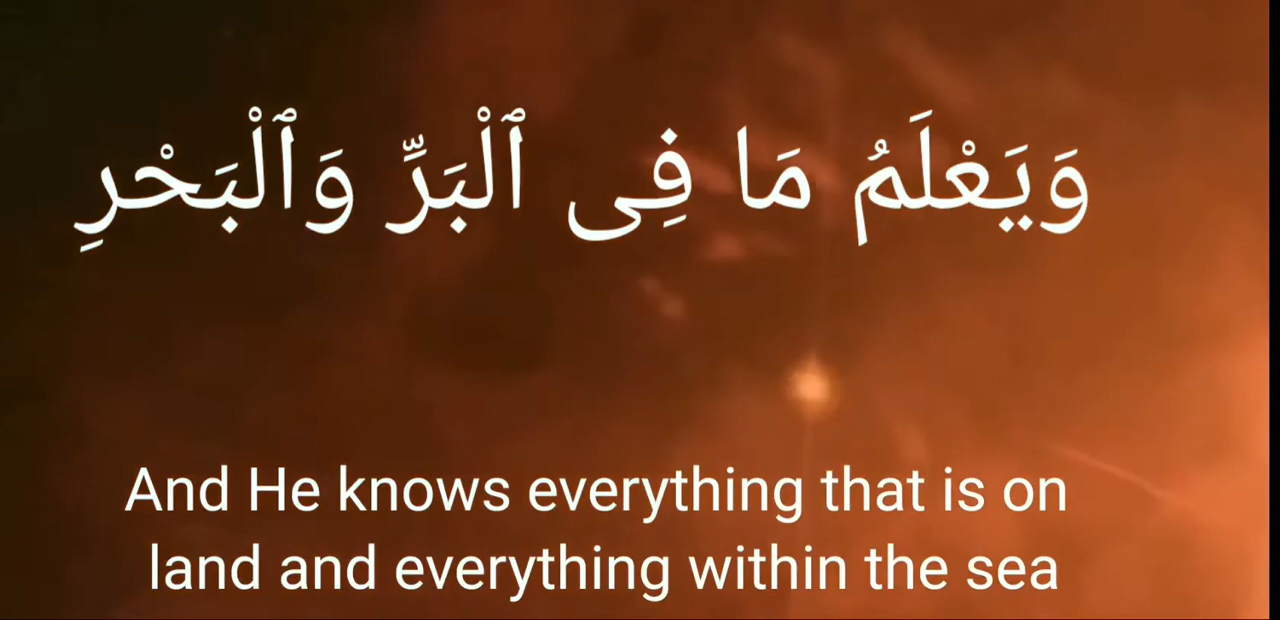 وَيَعْلَمُ مَا فِى ٱلْبَرِّ وَٱلْبَحْرِ
And He knows everything that is on
land and everything within the sea